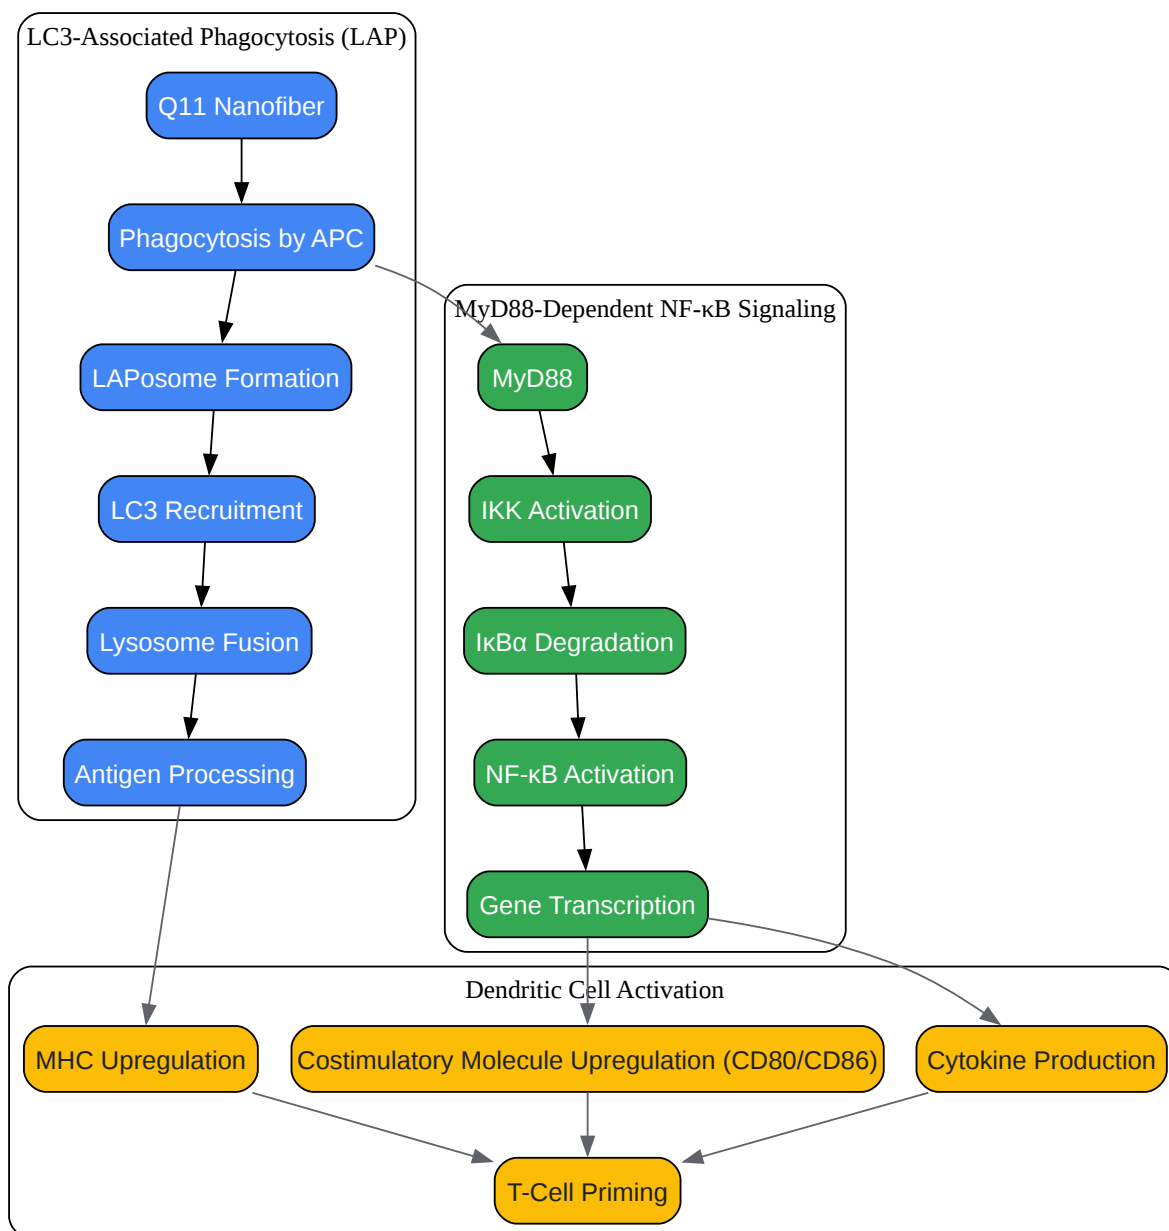 LC3-Associated Phagocytosis (LAP)
Q11 Nanofiber
Phagocytosis by APC
LAPosome Formation
LC3 Recruitment
Lysosome Fusion
Antigen Processing
MyD88-Dependent NF-κB Signaling
MyD88
IKK Activation
IκBα Degradation
NF-κB Activation
Gene Transcription
Dendritic Cell Activation
MHC Upregulation
Costimulatory Molecule Upregulation (CD80/CD86)
Cytokine Production
T-Cell Priming